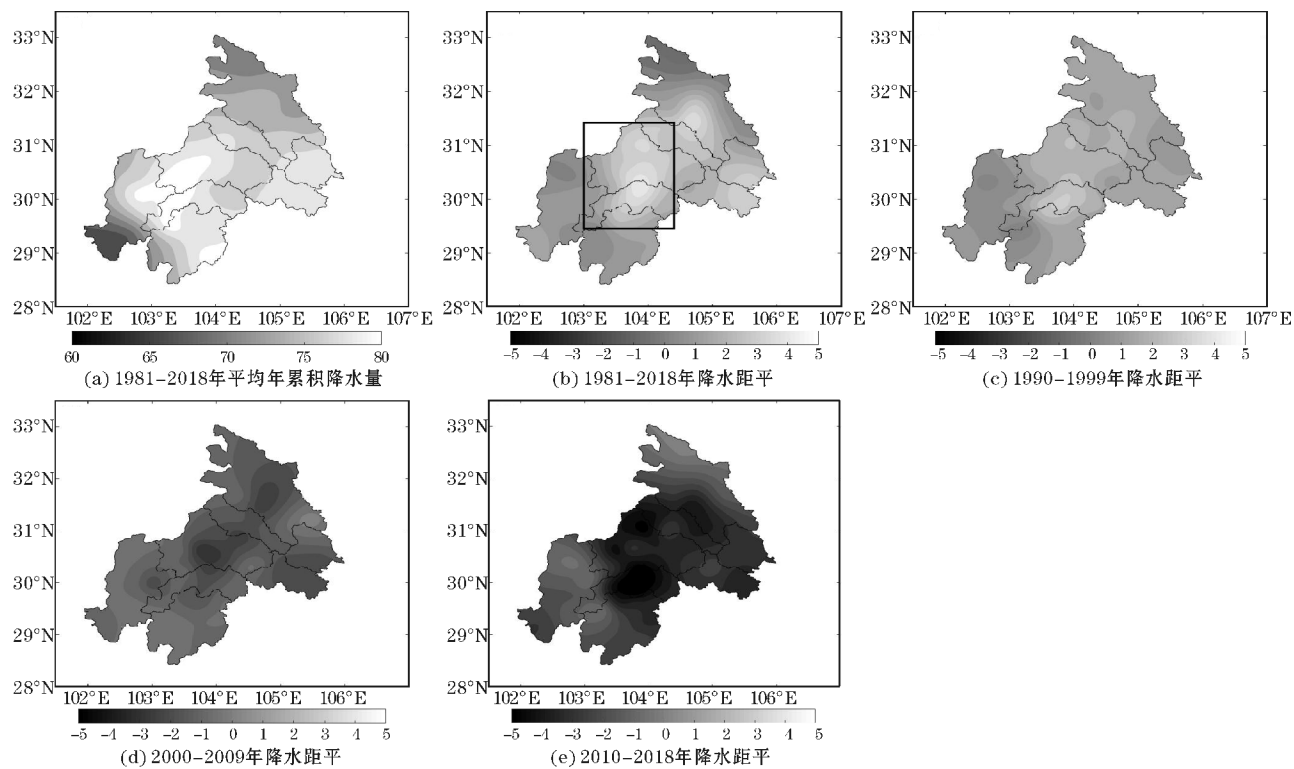 33°N
32°N
31°N
30°N
29°N
28°N
102°E 103°E 104°E 105°E 106°E 107°E
60 65 70 75 80
(a) 1981-2018年平均年累积降水量
33°N
32°N
31°N
30°N
29°N
28°N
102°E 103°E 104°E 105°E 106°E 107°E
-5 -4 -3 -2 -1 0 1 2 3 4 5
(b) 1981-2018年降水距平
33°N
32°N
31°N
30°N
29°N
28°N
102°E 103°E 104°E 105°E 106°E 107°E
-5 -4 -3 -2 -1 0 1 2 3 4 5
(c) 1990-1999年降水距平
33°N
32°N
31°N
30°N
29°N
28°N
102°E 103°E 104°E 105°E 106°E
-5 -4 -3 -2 -1 0 1 2 3 4 5
(d) 2000-2009年降水距平
33°N
32°N
31°N
30°N
29°N
28°N
102°E 103°E 104°E 105°E 106°E
-5 -4 -3 -2 -1 0 1 2 3 4 5
(e) 2010-2018年降水距平